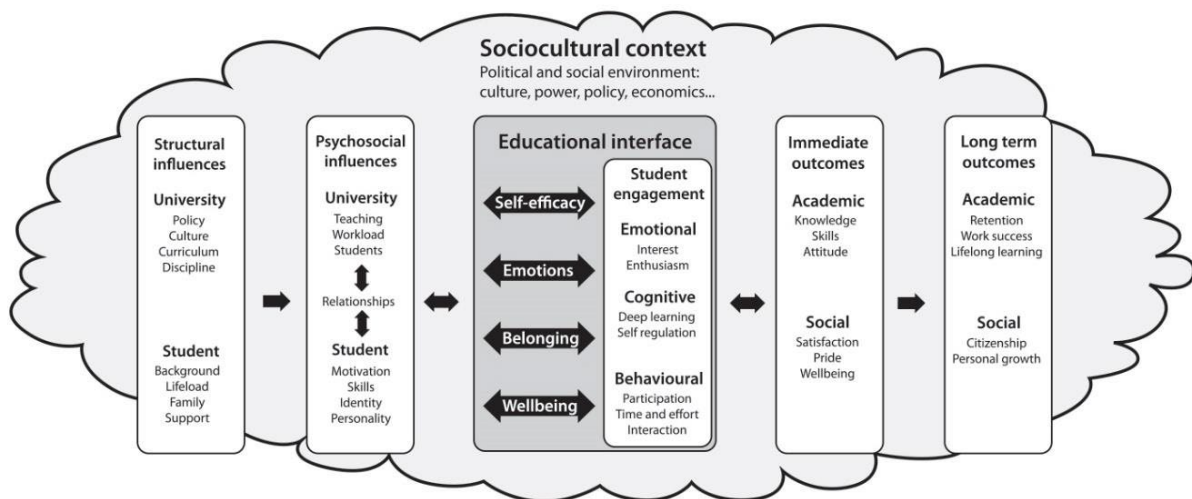 Sociocultural context
Political and social environment:
culture, power, policy, economics...
Structural
influences
University
Policy
Culture
Curriculum
Discipline
Student
Background
Lifeload
Family
Support
Psychosocial
influences
University
Teaching
Workload
Students
Relationships
Student
Motivation
Skills
Identity
Personality
Educational interface
Self-efficacy
Emotions
Belonging
Wellbeing
Student
engagement
Emotional
Interest
Enthusiasm
Cognitive
Deep learning
Self regulation
Behavioural
Participation
Time and effort
Interaction
Immediate
outcomes
Academic
Knowledge
Skills
Attitude
Social
Satisfaction
Pride
Wellbeing
Long term
outcomes
Academic
Retention
Work success
Lifelong learning
Social
Citizenship
Personal growth